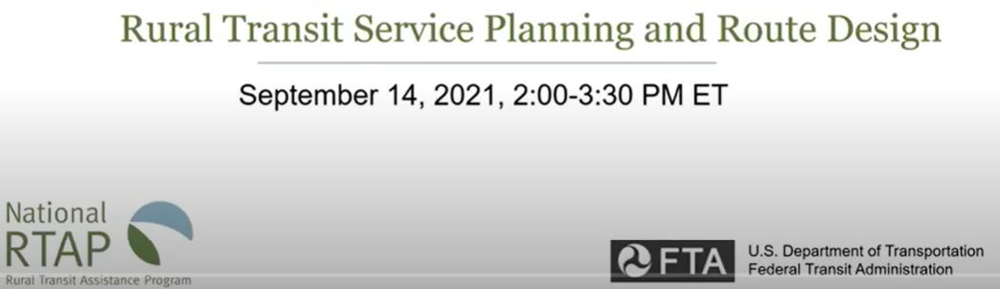 Rural Transit Service Planning and Route Design
September 14, 2021, 2:00-3:30 PM ET
National
RTAP
Rural Transit Assistance Program
FTA
U.S. Department of Transportation
Federal Transit Administration